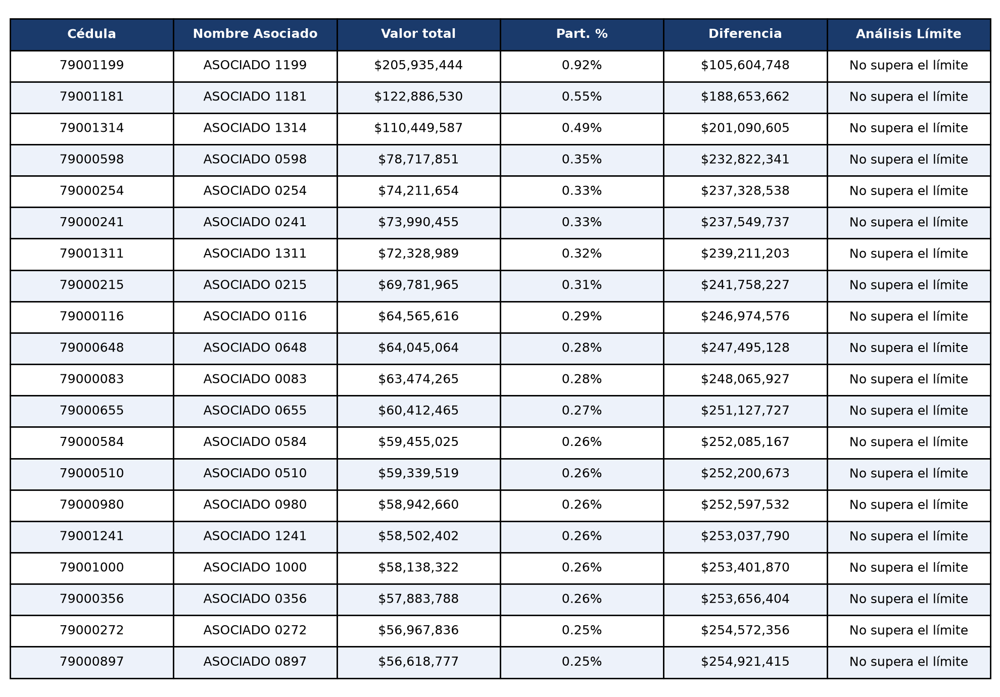 Cédula Nombre Asociado Valor total Part. % Diferencia Análisis Límite
79001199 ASOCIADO 1199 $205,935,444 0.92% $105,604,748 No supera el límite
79001181 ASOCIADO 1181 $122,886,530 0.55% $188,653,662 No supera el límite
79001314 ASOCIADO 1314 $110,449,587 0.49% $201,090,605 No supera el límite
79000598 ASOCIADO 0598 $78,717,851 0.35% $232,822,341 No supera el límite
79000254 ASOCIADO 0254 $74,211,654 0.33% $237,328,538 No supera el límite
79000241 ASOCIADO 0241 $73,990,455 0.33% $237,549,737 No supera el límite
79001311 ASOCIADO 1311 $72,328,989 0.32% $239,211,203 No supera el límite
79000215 ASOCIADO 0215 $69,781,965 0.31% $241,758,227 No supera el límite
79000116 ASOCIADO 0116 $64,565,616 0.29% $246,974,576 No supera el límite
79000648 ASOCIADO 0648 $64,045,064 0.28% $247,495,128 No supera el límite
79000083 ASOCIADO 0083 $63,474,265 0.28% $248,065,927 No supera el límite
79000655 ASOCIADO 0655 $60,412,465 0.27% $251,127,727 No supera el límite
79000584 ASOCIADO 0584 $59,455,025 0.26% $252,085,167 No supera el límite
79000510 ASOCIADO 0510 $59,339,519 0.26% $252,200,673 No supera el límite
79000980 ASOCIADO 0980 $58,942,660 0.26% $252,597,532 No supera el límite
79001241 ASOCIADO 1241 $58,502,402 0.26% $253,037,790 No supera el límite
79001000 ASOCIADO 1000 $58,138,322 0.26% $253,401,870 No supera el límite
79000356 ASOCIADO 0356 $57,883,788 0.26% $253,656,404 No supera el límite
79000272 ASOCIADO 0272 $56,967,836 0.25% $254,572,356 No supera el límite
79000897 ASOCIADO 0897 $56,618,777 0.25% $254,921,415 No supera el límite